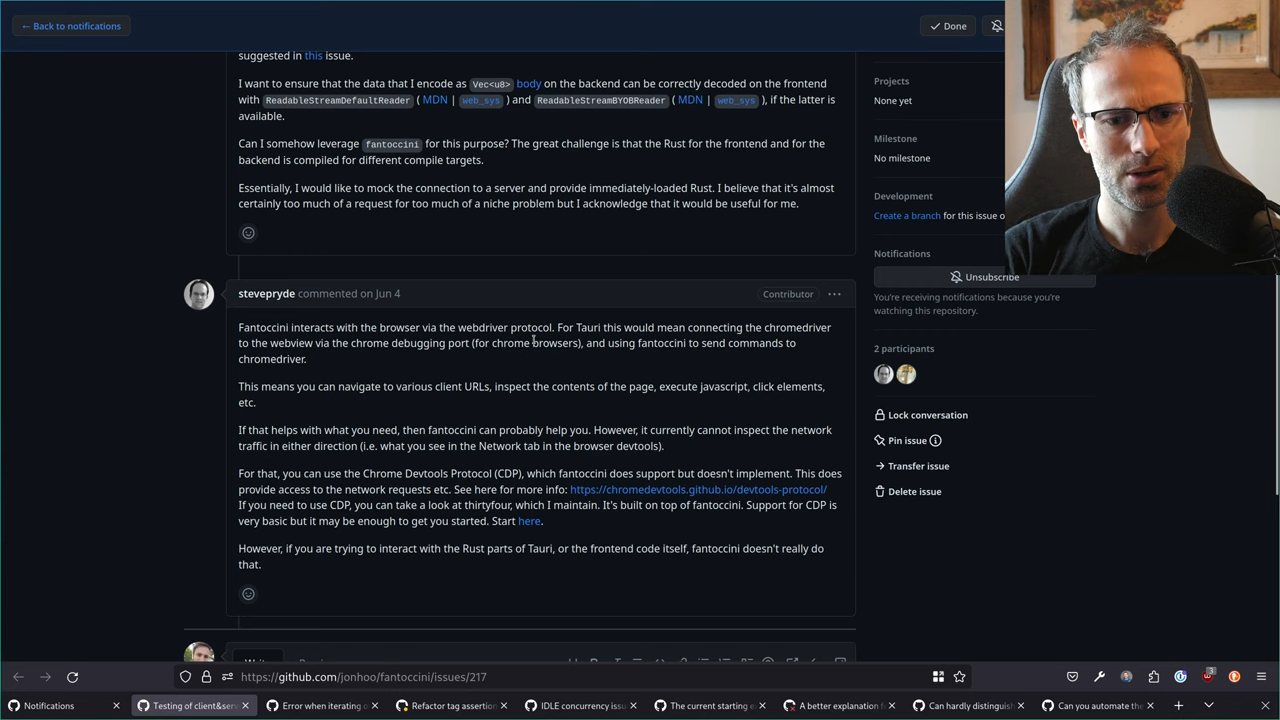 ← Back to notifications
Done
suggested in this issue.
I want to ensure that the data that I encode as Vec<u8> body on the backend can be correctly decoded on the frontend
with ReadableStreamDefaultReader ( MDN | web_sys ) and ReadableStreamBYOBReader ( MDN | web_sys ), if the latter is
available.
Can I somehow leverage fantoccini for this purpose? The great challenge is that the Rust for the frontend and for the
backend is compiled for different compile targets.
Essentially, I would like to mock the connection to a server and provide immediately-loaded Rust. I believe that it's almost
certainly too much of a request for too much of a niche problem but I acknowledge that it would be useful for me.
stevepryde commented on Jun 4
Contributor
Fantoccini interacts with the browser via the webdriver protocol. For Tauri this would mean connecting the chromedriver
to the webview via the chrome debugging port (for chrome browsers), and using fantoccini to send commands to
chromedriver.
This means you can navigate to various client URLs, inspect the contents of the page, execute javascript, click elements,
etc.
If that helps with what you need, then fantoccini can probably help you. However, it currently cannot inspect the network
traffic in either direction (i.e. what you see in the Network tab in the browser devtools).
For that, you can use the Chrome Devtools Protocol (CDP), which fantoccini does support but doesn't implement. This does
provide access to the network requests etc. See here for more info: https://chromedevtools.github.io/devtools-protocol/
If you need to use CDP, you can take a look at thirtyfour, which I maintain. It's built on top of fantoccini. Support for CDP is
very basic but it may be enough to get you started. Start here.
However, if you are trying to interact with the Rust parts of Tauri, or the frontend code itself, fantoccini doesn't really do
that.
Projects
None yet
Milestone
No milestone
Development
Create a branch for this issue o
Notifications
Unsubscribe
You're receiving notifications because you're
watching this repository.
2 participants
Lock conversation
Pin issue
Transfer issue
Delete issue
https://github.com/jonhoo/fantoccini/issues/217
3
Notifications
Testing of client&serv
Error when iterating o
Refactor tag assertion
IDLE concurrency issu
The current starting e
A better explanation f
Can hardly distinguish
Can you automate the